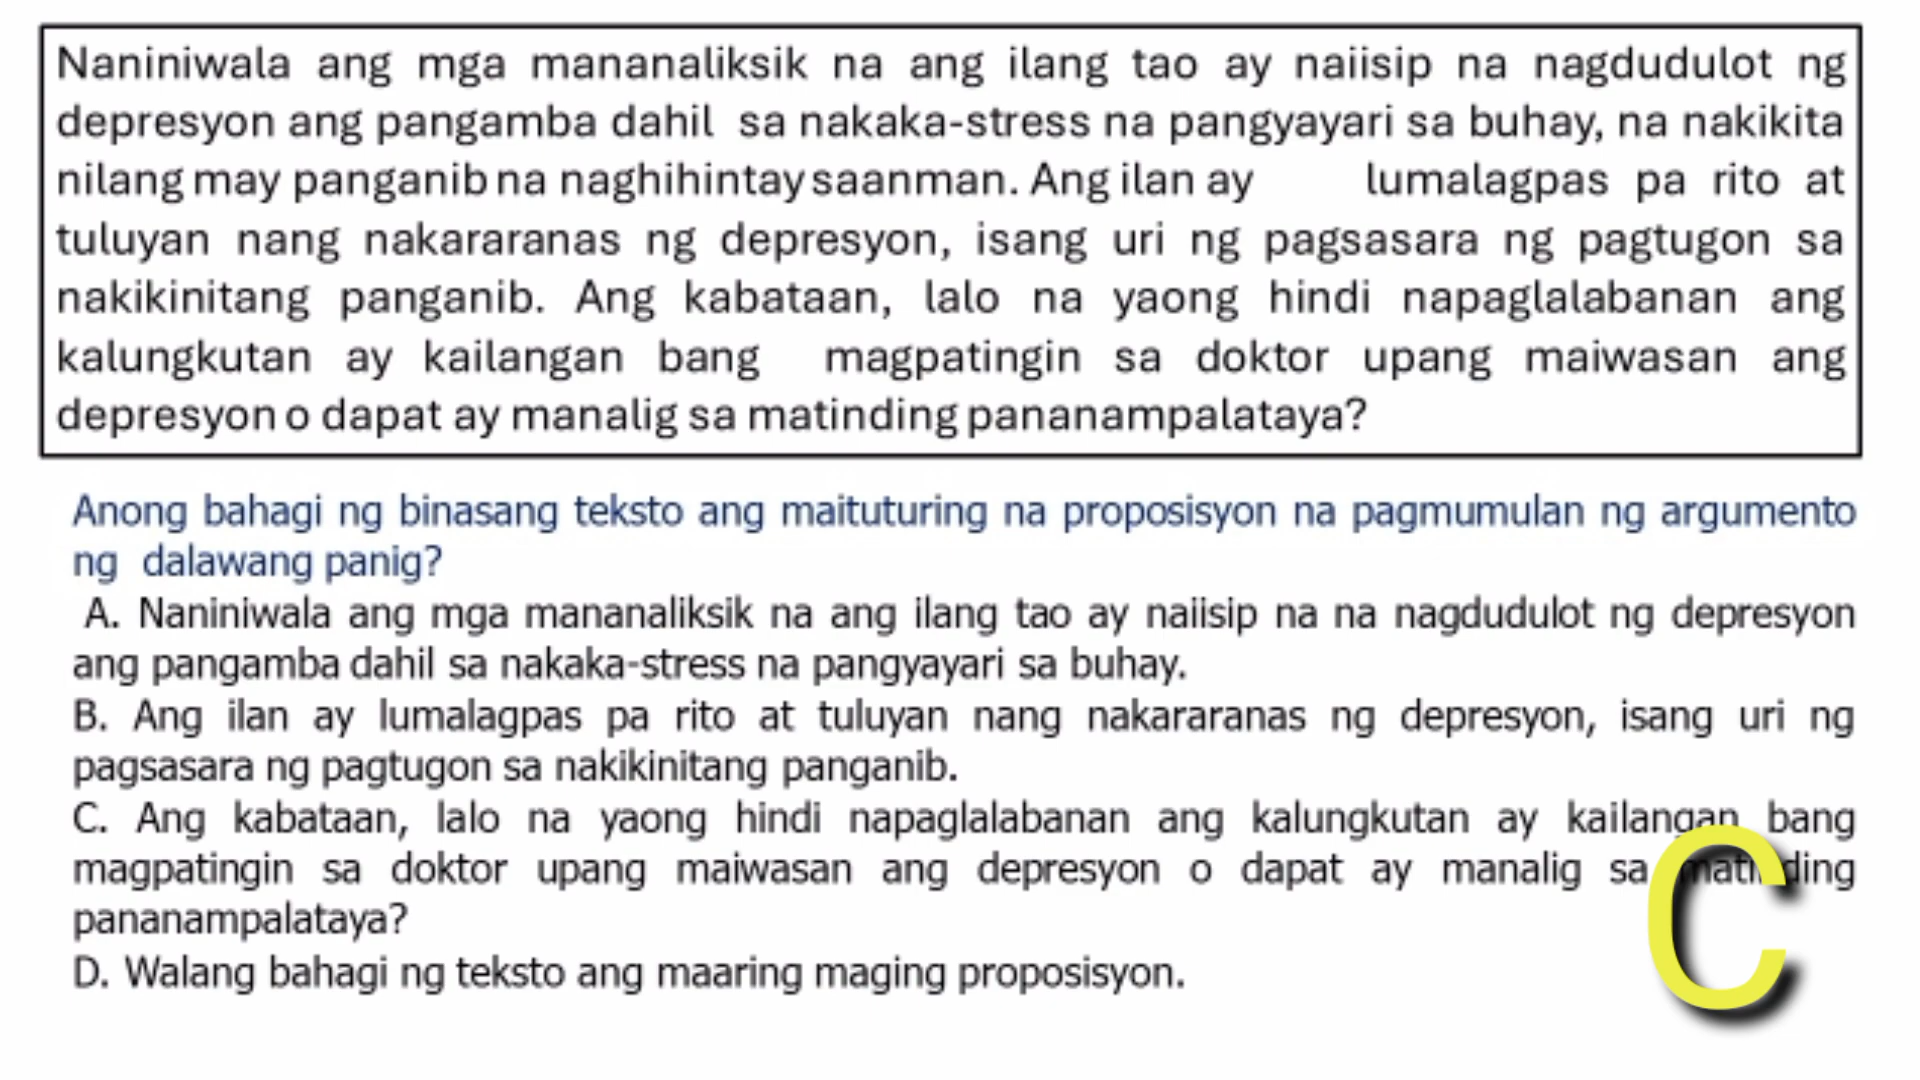 Naniniwala ang mga mananaliksik na ang ilang tao ay naiisip na nagdudulot ng
depresyon ang pangamba dahil sa nakaka-stress na pangyayari sa buhay, na nakikita
nilang may panganib na naghihintay saanman. Ang ilan ay lumalagpas pa rito at
tuluyan nang nakararanas ng depresyon, isang uri ng pagsasara ng pagtugon sa
nakikinitang panganib. Ang kabataan, lalo na yaong hindi napaglalabanan ang
kalungkutan ay kailangan bang magpatingin sa doktor upang maiwasan ang
depresyon o dapat ay manalig sa matinding pananampalataya?
Anong bahagi ng binasang teksto ang maituturing na proposisyon na pagmumulan ng argumento
ng dalawang panig?
A. Naniniwala ang mga mananaliksik na ang ilang tao ay naiisip na na nagdudulot ng depresyon
ang pangamba dahil sa nakaka-stress na pangyayari sa buhay.
B. Ang ilan ay lumalagpas pa rito at tuluyan nang nakararanas ng depresyon, isang uri ng
pagsasara ng pagtugon sa nakikinitang panganib.
C. Ang kabataan, lalo na yaong hindi napaglalabanan ang kalungkutan ay kailangan bang
magpatingin sa doktor upang maiwasan ang depresyon o dapat ay manalig sa matinding
pananampalataya?
D. Walang bahagi ng teksto ang maaring maging proposisyon.
C